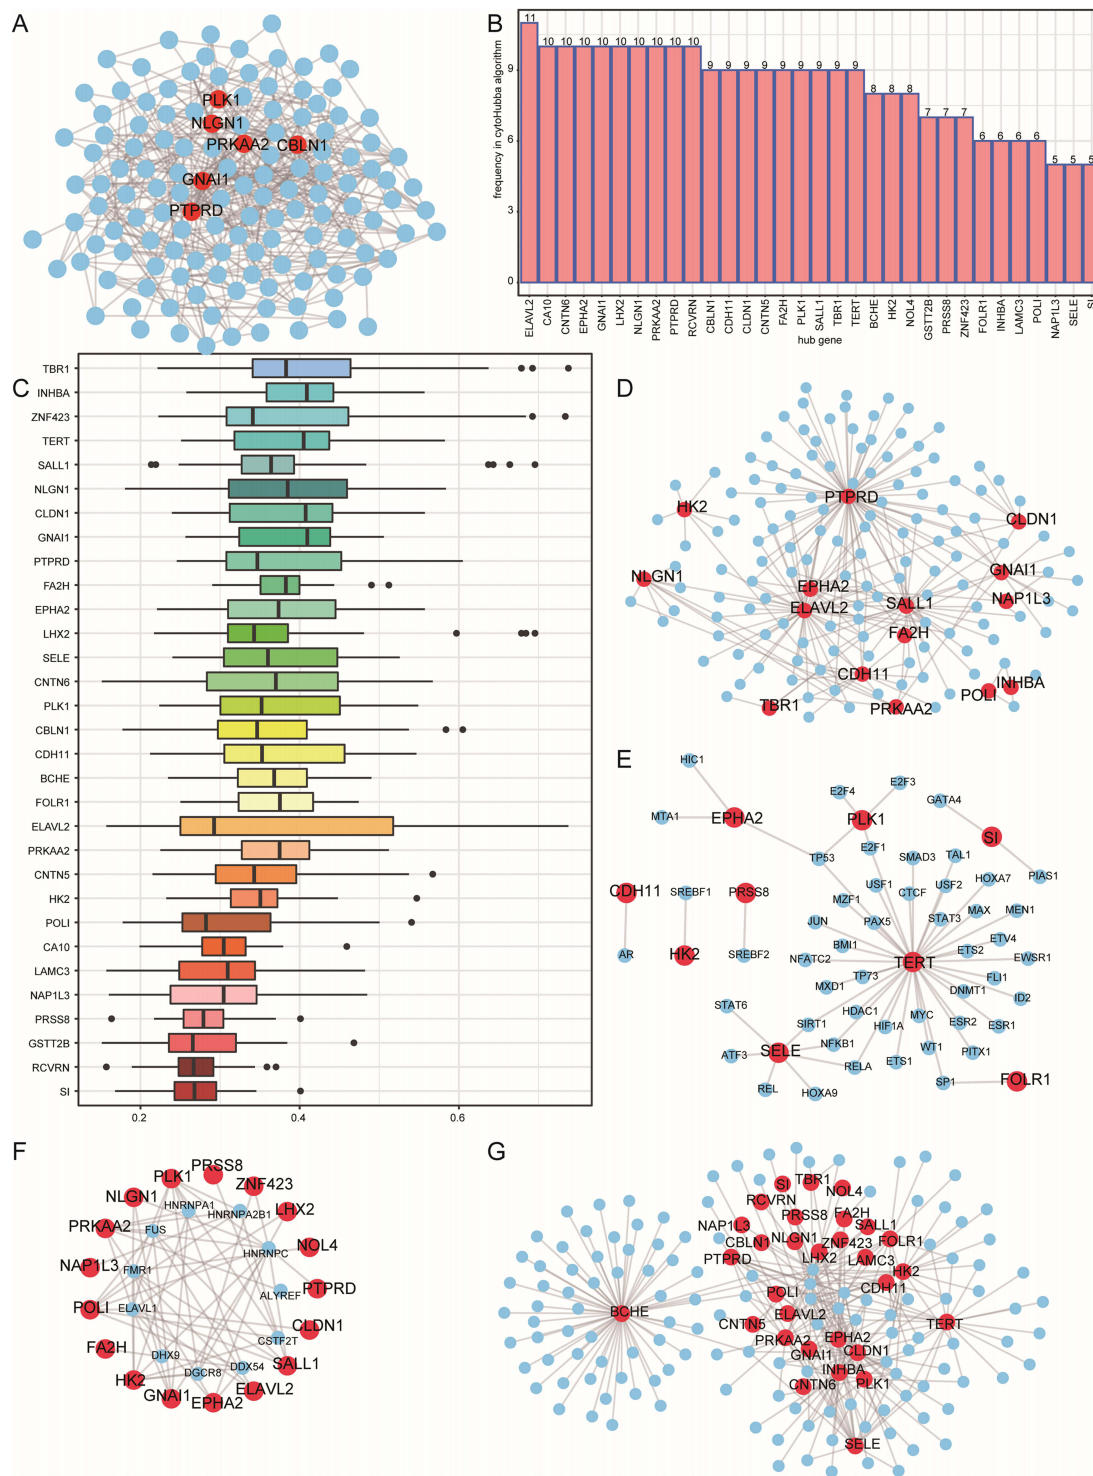 A
PLK1
NLGN1
PRKAA2 CBLN1
GNAI1
PTPRD
B
frequency in cytoHubba algorithm
9
6
3
0
11
10 10 10 10 10 10 10 10 10
9 9 9 9 9 9 9 9 9
8 8 8
7 7 7
6 6 6 6
5 5 5
ELAVL2 CA10 CNTN6 EPHA2 GNAI1 LHX2 NLGN1 PRKAA2 PTPRD RCVRN CBLN1 CDH11 CLDN1 CNTN5 FA2H PLK1 SALL1 TBR1 TERT BCHE HK2 NOL4 GSTT2B PRSS8 ZNF423 FOLR1 INHBA LAMC3 POLI NAP1L3 SELE SI
hub gene
C
TBR1
INHBA
ZNF423
TERT
SALL1
NLGN1
CLDN1
GNAI1
PTPRD
FA2H
EPHA2
LHX2
SELE
CNTN6
PLK1
CBLN1
CDH11
BCHE
FOLR1
ELAVL2
PRKAA2
CNTN5
HK2
POLI
CA10
LAMC3
NAP1L3
PRSS8
GSTT2B
RCVRN
SI
0.2 0.4 0.6
D
PTPRD
HK2
CLDN1
NLGN1
GNAI1
EPHA2
NAP1L3
ELAVL2 SALL1
FA2H
CDH11
INHBA
POLI
TBR1 PRKAA2
E
HIC1
E2F4 E2F3
GATA4
MTA1 EPHA2 PLK1
SI
E2F1
TP53 SMAD3 TAL1
PIAS1
CDH11 SREBF1 PRSS8
USF1 CTCF USF2 HOXA7
MZF1
MAX MEN1
JUN PAX5 STAT3
ETV4
BMI1
AR HK2 SREBF2 NFATC2 TERT ETS2 EWSR1
TP73 FLI1
MXD1 DNMT1 ID2
STAT6 HDAC1 MYC
SIRT1 HIF1A ESR2 ESR1
SELE NFKB1 WT1 PITX1
ATF3 RELA ETS1
SP1 FOLR1
REL HOXA9
F
PRSS8
PLK1 ZNF423
NLGN1 HNRNPA1 HNRNPA2B1 LHX2
PRKAA2 FUS
HNRNPC NOL4
NAP1L3 FMR1
ALYREF PTPRD
POLI ELAVL1
CSTF2T CLDN1
FA2H DHX9 DGCR8 DDX54 SALL1
HK2
GNAI1 EPHA2 ELAVL2
G
TBR1
SI NOL4
RCVRN
PRSS8 FA2H
NAP1L3 SALL1
CBLN1 NLGN1 ZNF423 FOLR1
PTPRD LHX2 LAMC3
HK2
POLI CDH11
BCHE ELAVL2 TERT
CNTN5
PRKAA2 EPHA2
GNAI1 CLDN1
INHBA
CNTN6 PLK1
SELE